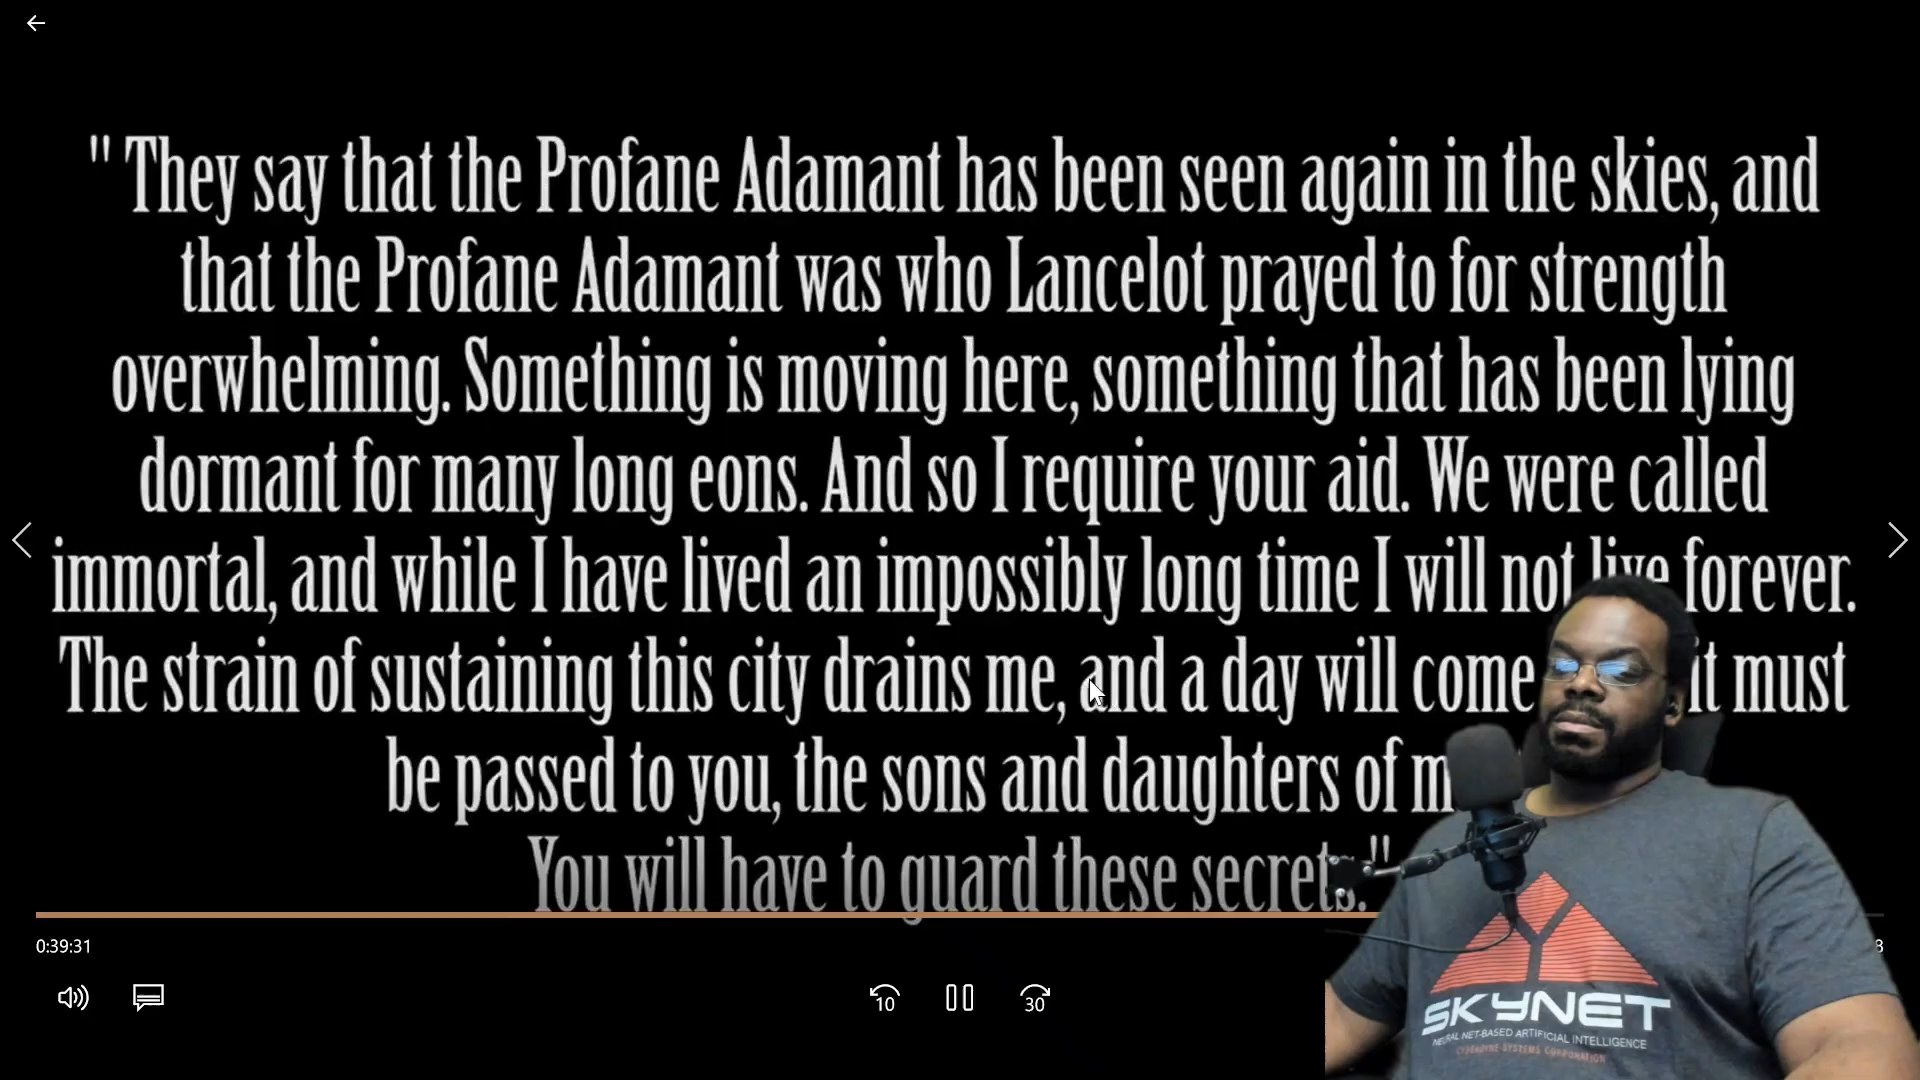 " They say that the Profane Adamant has been seen again in the skies, and
that the Profane Adamant was who Lancelot prayed to for strength
overwhelming. Something is moving here, something that has been lying
dormant for many long eons. And so I require your aid. We were called
immortal, and while I have lived an impossibly long time I will not live forever.
The strain of sustaining this city drains me, and a day will come it must
be passed to you, the sons and daughters of
You will have to guard these secrets."
0:39:31
10
30
SKYNET
NEURAL NET-BASED ARTIFICIAL INTELLIGENCE
CYBERDYNE SYSTEMS CORPORATION